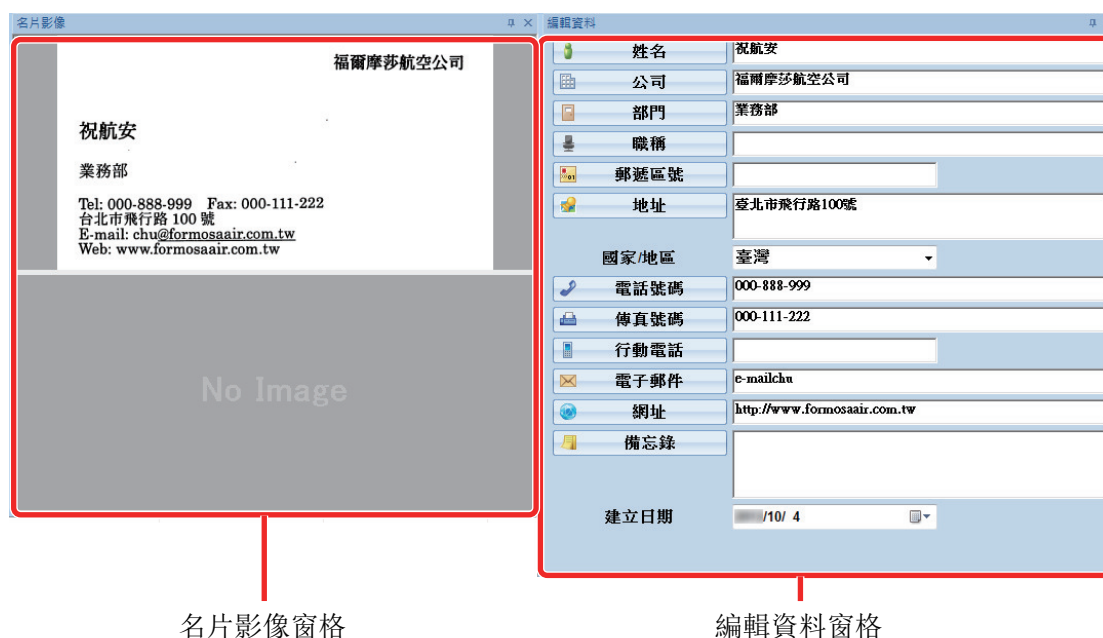 名片影像
福爾摩莎航空公司
祝航安
業務部
Tel: 000-888-999 Fax: 000-111-222
台北市飛行路 100 號
E-mail: chu@formosaair.com.tw
Web: www.formosaair.com.tw
No Image
編輯資料
姓名 祝航安
公司 福爾摩莎航空公司
部門 業務部
職稱
郵遞區號
地址 臺北市飛行路100號
國家/地區 臺灣
電話號碼 000-888-999
傳真號碼 000-111-222
行動電話
電子郵件 e-mailchu
網址 http://www.formosaair.com.tw
備忘錄
建立日期 /10/ 4
名片影像窗格
編輯資料窗格